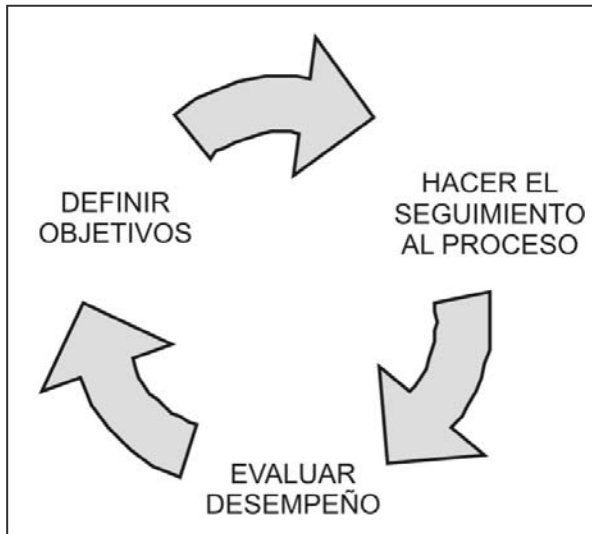 DEFINIR
OBJETIVOS
HACER EL
SEGUIMIENTO
AL PROCESO
EVALUAR
DESEMPEÑO